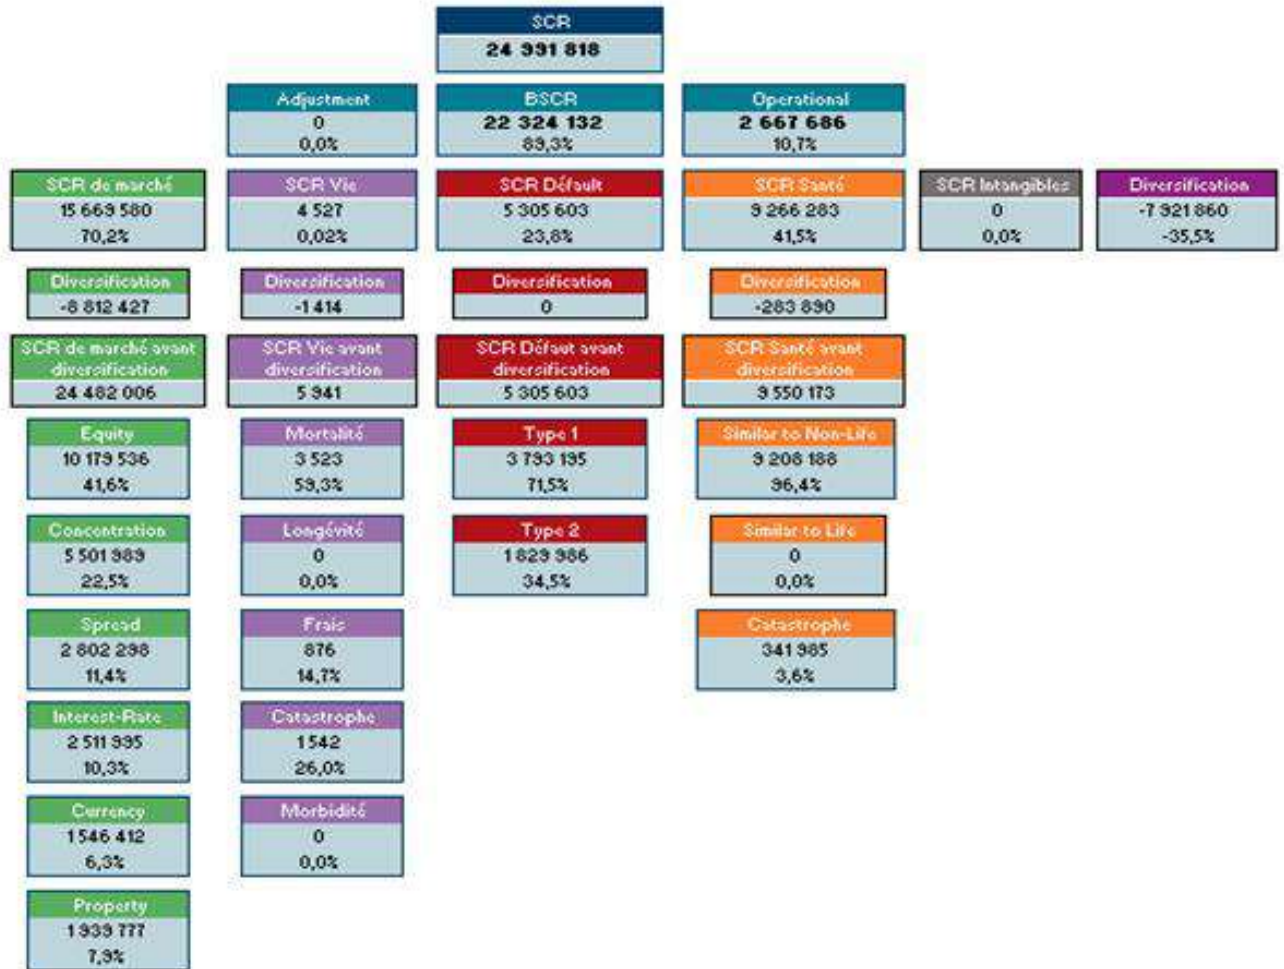 SCR
24 991 818
Adjustment
0
0,0%
BSCR
22 324 132
89,3%
Operational
2 667 686
10,7%
SCR de marché
15 669 580
70,2%
SCR Vie
4 527
0,02%
SCR Défault
5 305 603
23,8%
SCR Santé
9 266 283
41,5%
SCR Intangibles
0
0,0%
Diversification
-7 921 860
-35,5%
Diversification
-8 812 427
Diversification
-1 414
Diversification
0
Diversification
-283 890
SCR de marché avant
diversification
24 482 006
SCR Vie avant
diversification
5 941
SCR Défaut avant
diversification
5 305 603
SCR Santé avant
diversification
9 550 173
Equity
10 179 536
41,6%
Mortalité
3 523
59,3%
Type 1
3 793 195
71,5%
Similar to Non-Life
9 208 188
96,4%
Concentration
5 501 989
22,5%
Longévité
0
0,0%
Type 2
1 829 986
34,5%
Similar to Life
0
0,0%
Spread
2 802 298
11,4%
Frais
876
14,7%
Catastrophe
341 985
3,6%
Interest-Rate
2 511 995
10,3%
Catastrophe
1 542
26,0%
Currency
1 546 412
6,3%
Morbidité
0
0,0%
Property
1 939 777
7,9%